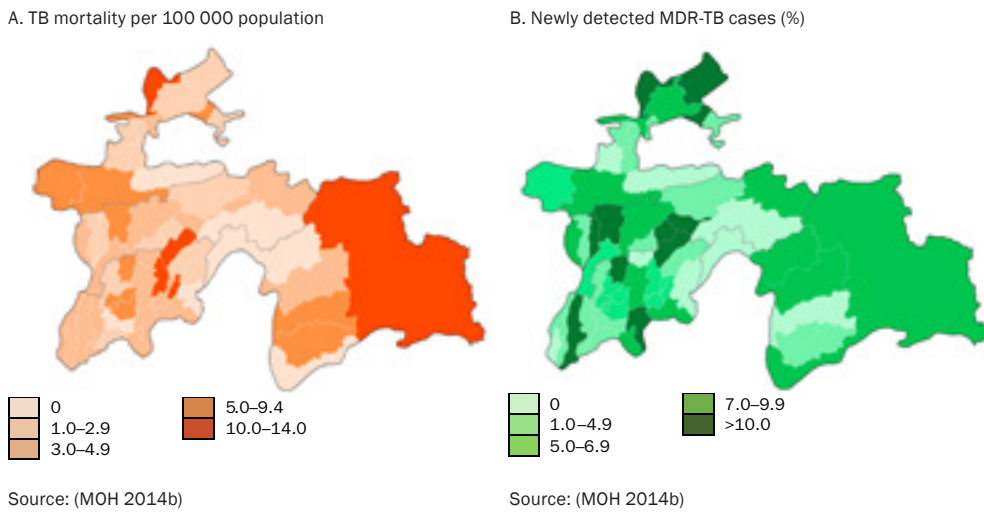 A. TB mortality per 100 000 population
0
1.0–2.9
3.0–4.9
5.0–9.4
10.0–14.0
Source: (MOH 2014b)
B. Newly detected MDR-TB cases (%)
0
1.0–4.9
5.0–6.9
7.0–9.9
>10.0
Source: (MOH 2014b)